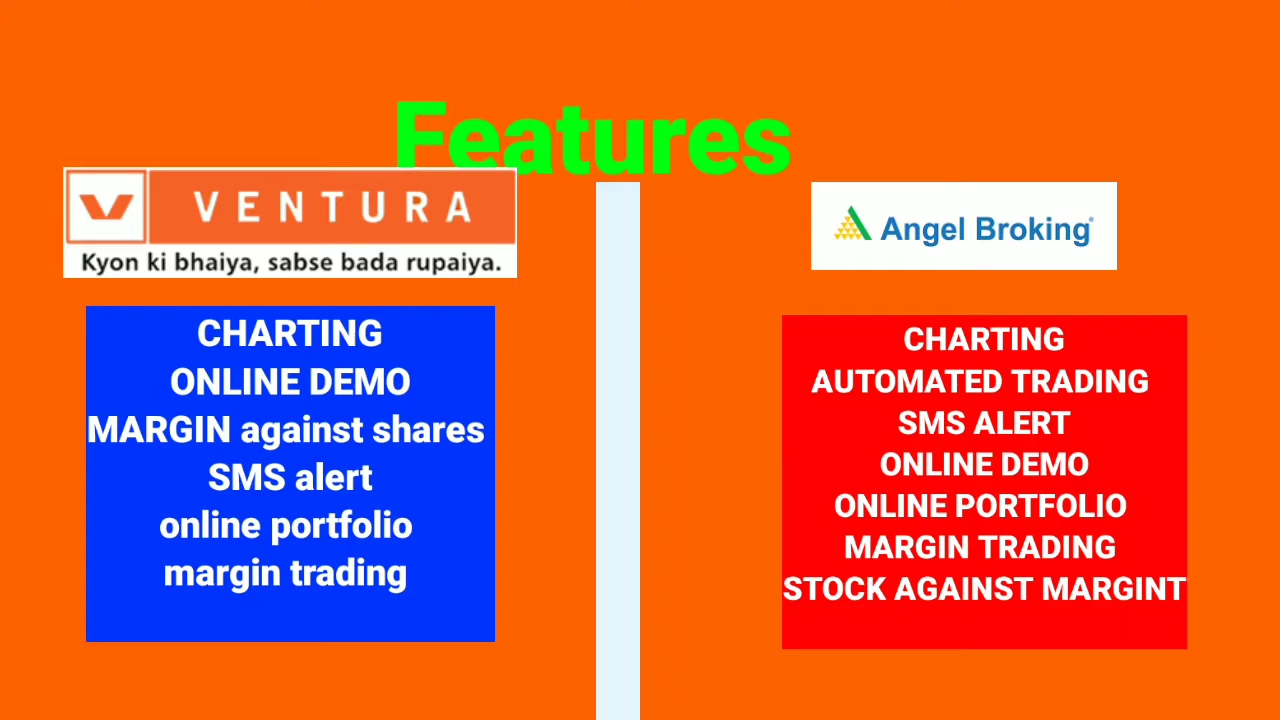 Features
VENTURA
Kyon ki bhaiya, sabse bada rupaiya.
CHARTING
ONLINE DEMO
MARGIN against shares
SMS alert
online portfolio
margin trading
Angel Broking
CHARTING
AUTOMATED TRADING
SMS ALERT
ONLINE DEMO
ONLINE PORTFOLIO
MARGIN TRADING
STOCK AGAINST MARGINT